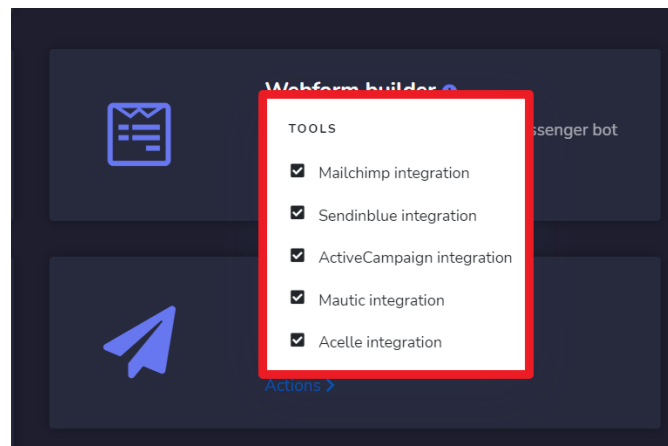 Webform builder
TOOLS
ssenger bot
Mailchimp integration
Sendinblue integration
ActiveCampaign integration
Mautic integration
Acelle integration
Actions